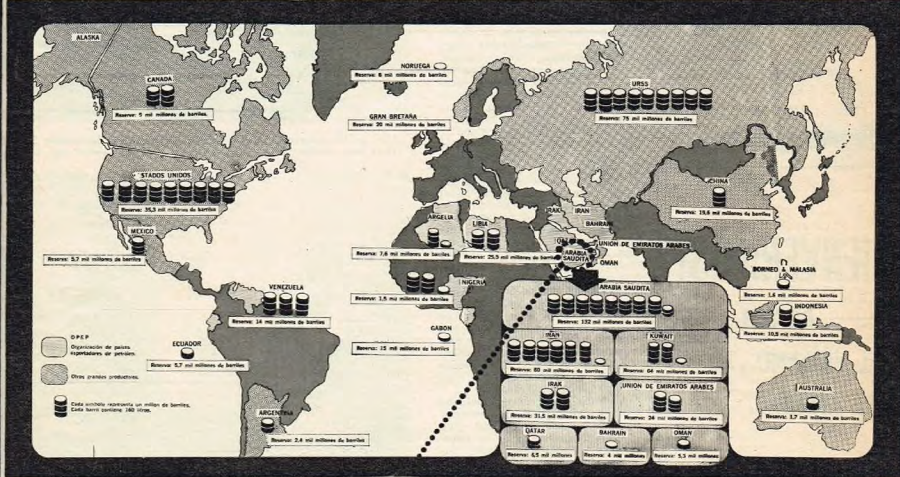 ALASKA
CANADA
Reserva: 5 mil millones de barriles.
NORUEGA
Reserva: 6 mil millones de barriles
GRAN BRETAÑA
Reserva: 20 mil millones de barriles
URSS
Reserva: 75 mil millones de barriles
STADOS UNIDOS
Reserva: 35,3 mil millones de barriles
MEXICO
Reserva: 5,7 mil millones de barriles
CHINA
Reserva: 19,6 mil millones de barriles
ARGELIA
Reserva: 7,6 mil millones de barriles
LIBIA
Reserva: 25,5 mil millones de barriles
IRAK
IRAN
BAHRAIN
UNION DE EMIRATOS ARABES
ARABIA
SAUDITA
OMAN
VENEZUELA
Reserva: 14 mil millones de barriles
NIGERIA
Reserva: 1,5 mil millones de barriles
GABON
Reserva: 15 mil millones de barriles
ECUADOR
Reserva: 5,7 mil millones de barriles
ARGENTINA
Reserva: 2,4 mil millones de barriles
BORNEO & MALASIA
Reserva: 1,6 mil millones de barriles
INDONESIA
Reserva: 10,8 mil millones de barriles
AUSTRALIA
Reserva: 1,7 mil millones de barriles
ARABIA SAUDITA
Reserva: 132 mil millones de barriles
IRAN
Reserva: 60 mil millones de barriles
KUWAIT
Reserva: 64 mil millones de barriles
IRAK
Reserva: 31,5 mil millones de barriles
UNION DE EMIRATOS ARABES
Reserva: 24 mil millones de barriles
QATAR
Reserva: 6,5 mil millones
BAHRAIN
Reserva: 4 mil millones
OMAN
Reserva: 5,3 mil millones
OPEP
Organización de países
exportadores de petróleo.
Otros grandes productores.
Cada símbolo representa un millon de barriles.
Cada barril contiene 160 litros.